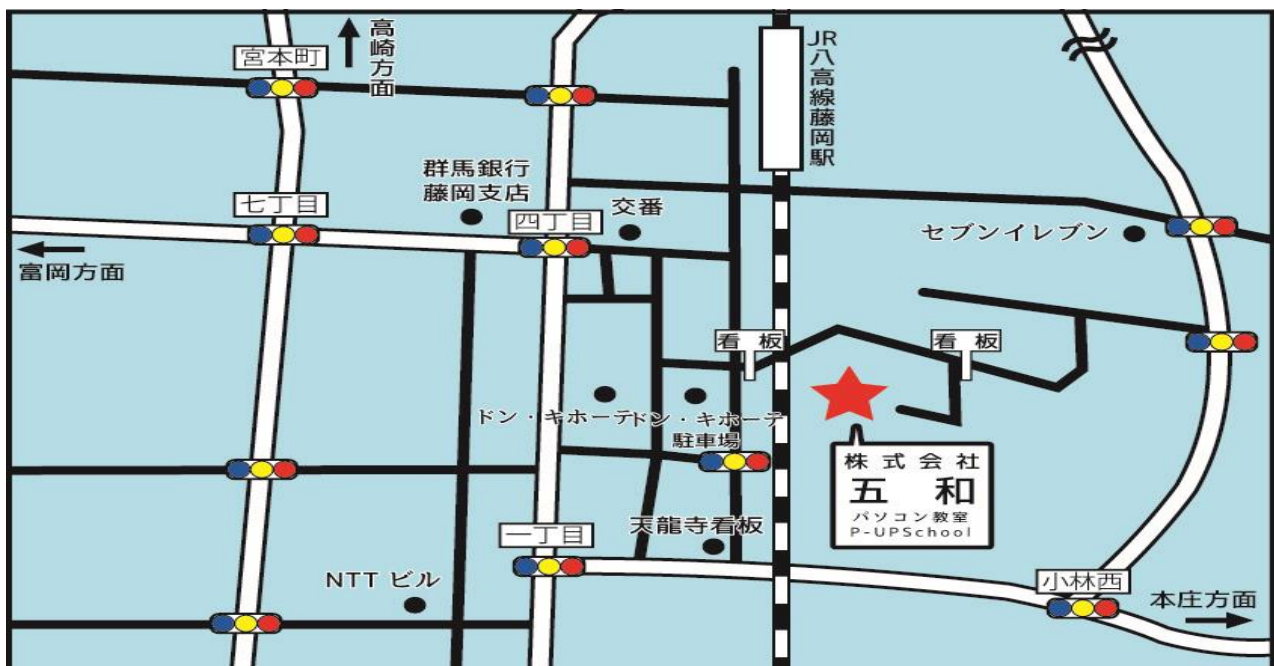 宮本町
高崎方面
JR八高線藤岡駅
群馬銀行
藤岡支店
七丁目
四丁目
交番
セブンイレブン
富岡方面
看 板
看 板
ドン・キホーテ
ドン・キホーテ
駐車場
株 式 会 社
五 和
パソコン教室
P-UPSchool
天龍寺看板
一丁目
NTT ビル
小林西
本庄方面